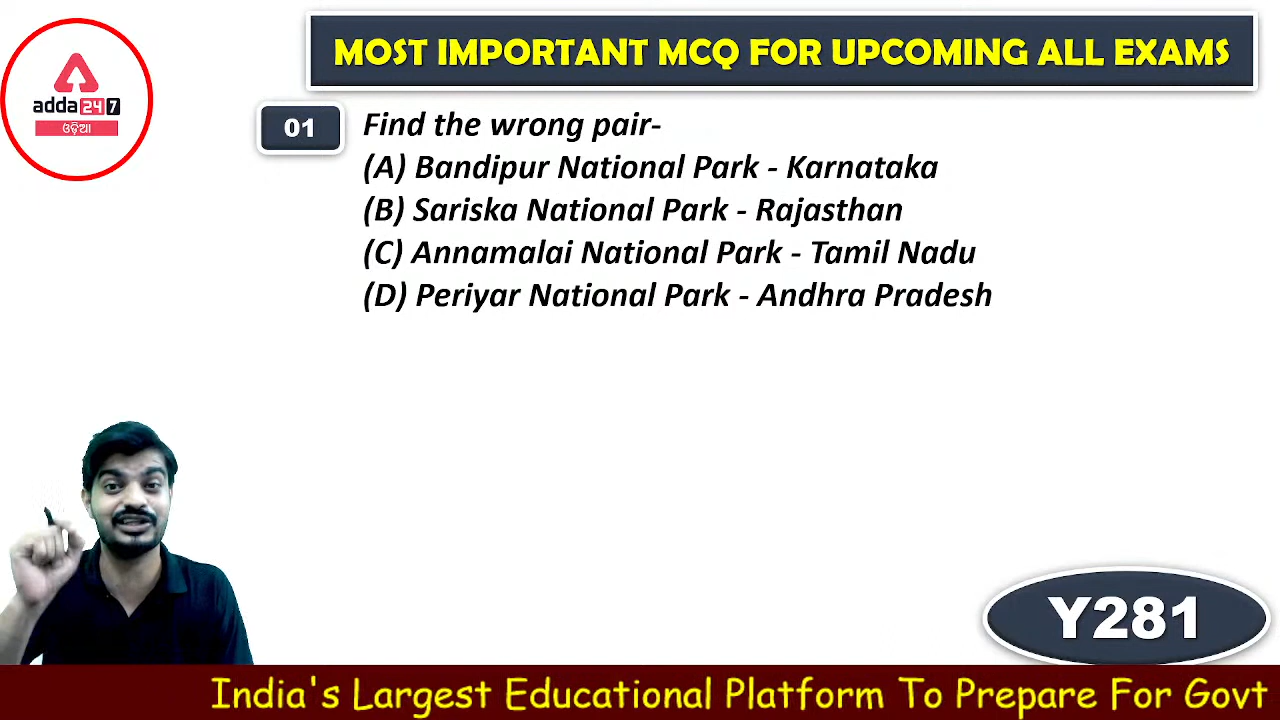 MOST IMPORTANT MCQ FOR UPCOMING ALL EXAMS
adda 24 7
ଓଡ଼ିଆ
01
Find the wrong pair-
(A) Bandipur National Park - Karnataka
(B) Sariska National Park - Rajasthan
(C) Annamalai National Park - Tamil Nadu
(D) Periyar National Park - Andhra Pradesh
Y281
India's Largest Educational Platform To Prepare For Govt